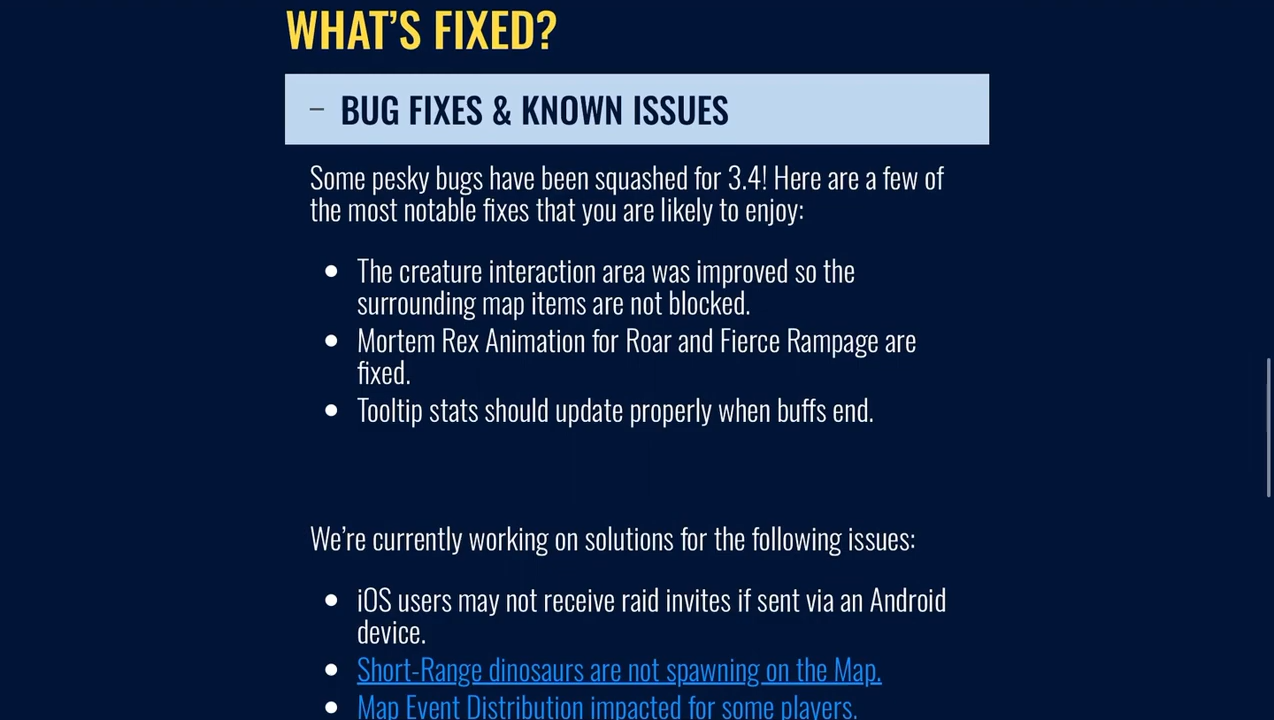 WHAT’S FIXED?
– BUG FIXES & KNOWN ISSUES
Some pesky bugs have been squashed for 3.4! Here are a few of
the most notable fixes that you are likely to enjoy:
• The creature interaction area was improved so the
surrounding map items are not blocked.
• Mortem Rex Animation for Roar and Fierce Rampage are
fixed.
• Tooltip stats should update properly when buffs end.
We’re currently working on solutions for the following issues:
• iOS users may not receive raid invites if sent via an Android
device.
• Short-Range dinosaurs are not spawning on the Map.
• Map Event Distribution impacted for some players.